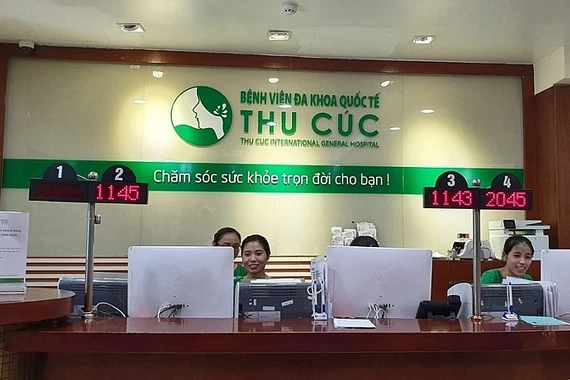 BỆNH VIỆN ĐA KHOA QUỐC TẾ
THU CÚC
THU CUC INTERNATIONAL GENERAL HOSPITAL
Chăm sóc sức khỏe trọn đời cho bạn !
1 2
1145
3 4
1143 2045